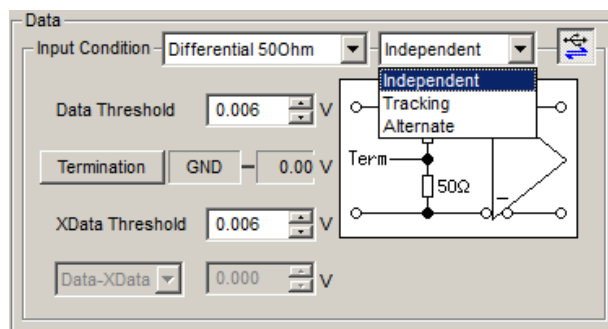 Data
Input Condition Differential 50Ohm Independent
Independent
Tracking
Alternate
Data Threshold 0.006 V
Termination GND 0.00 V
Term
50Ω
XData Threshold 0.006 V
Data-XData 0.000 V